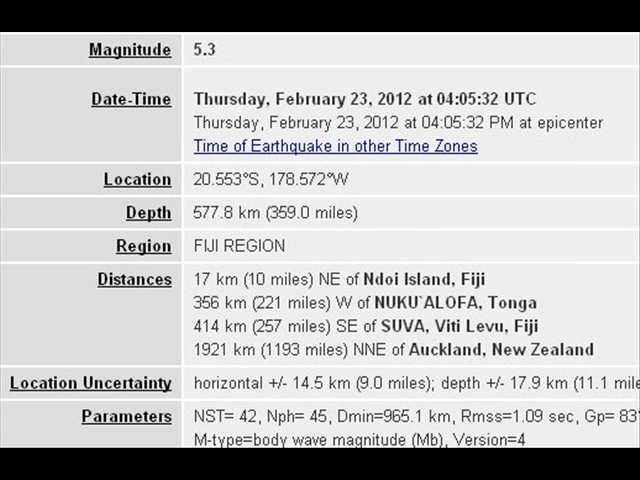 Magnitude 5.3
Date-Time Thursday, February 23, 2012 at 04:05:32 UTC
Thursday, February 23, 2012 at 04:05:32 PM at epicenter
Time of Earthquake in other Time Zones
Location 20.553°S, 178.572°W
Depth 577.8 km (359.0 miles)
Region FIJI REGION
Distances 17 km (10 miles) NE of Ndoi Island, Fiji
356 km (221 miles) W of NUKU`ALOFA, Tonga
414 km (257 miles) SE of SUVA, Viti Levu, Fiji
1921 km (1193 miles) NNE of Auckland, New Zealand
Location Uncertainty horizontal +/- 14.5 km (9.0 miles); depth +/- 17.9 km (11.1 mile
Parameters NST= 42, Nph= 45, Dmin=965.1 km, Rmss=1.09 sec, Gp= 83°
M-type=body wave magnitude (Mb), Version=4